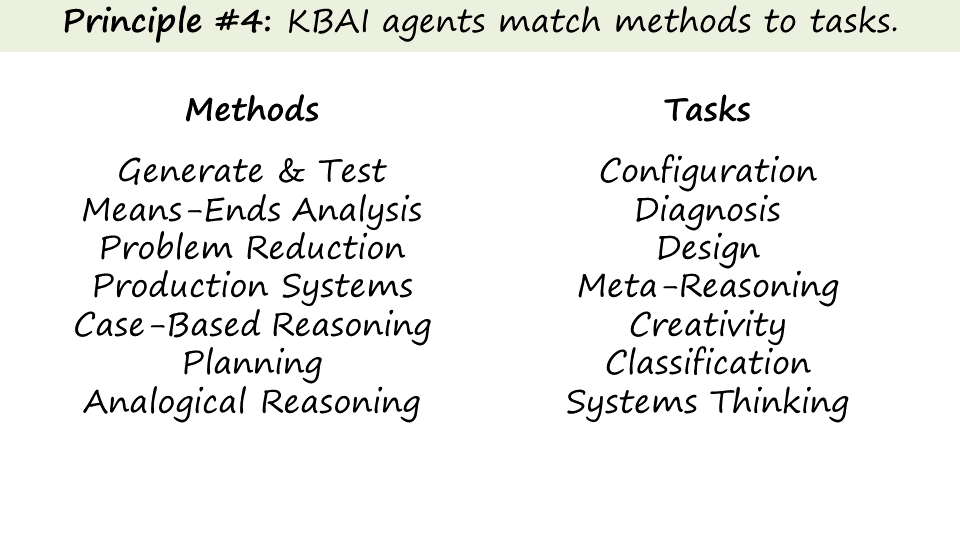 Principle #4: KBAI agents match methods to tasks.
Methods
Generate & Test
Means-Ends Analysis
Problem Reduction
Production Systems
Case-Based Reasoning
Planning
Analogical Reasoning
Tasks
Configuration
Diagnosis
Design
Meta-Reasoning
Creativity
Classification
Systems Thinking